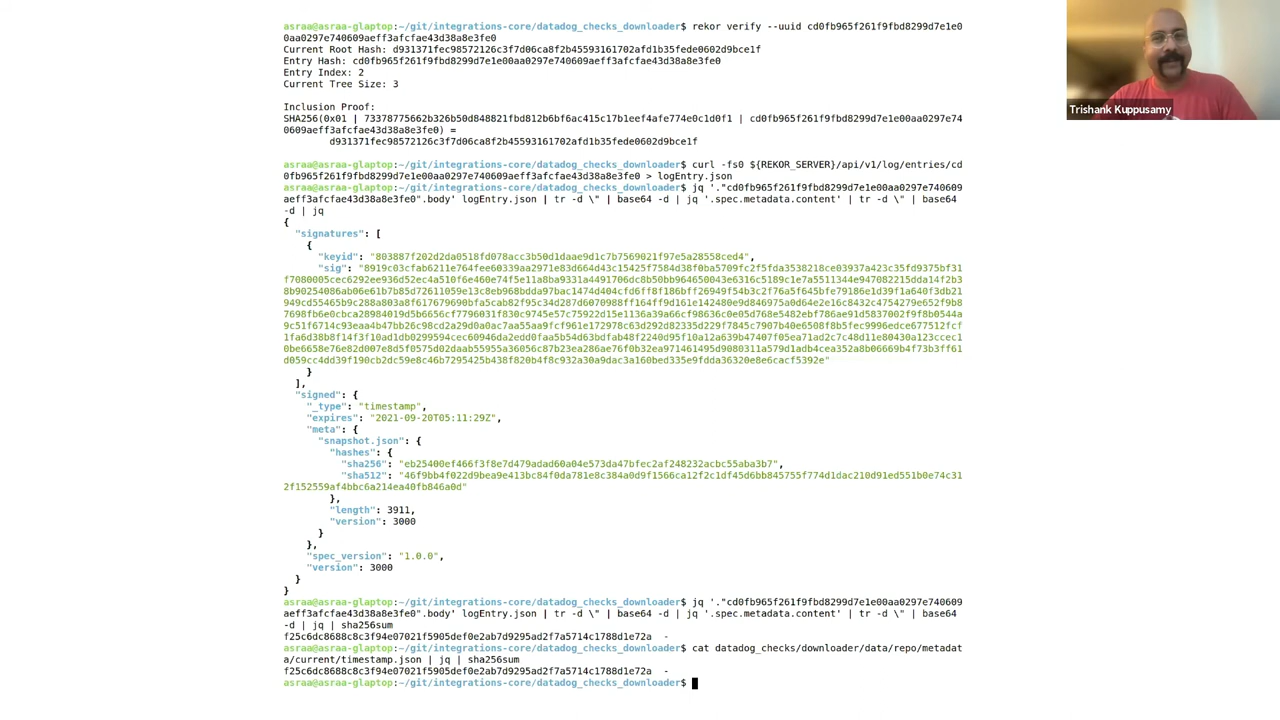 asraa@asraa-glaptop:~/git/integrations-core/datadog_checks_downloader$ rekor verify --uuid cd0fb965f261f9fbd8299d7e1e0
0aa0297e740609aeff3afcfae43d38a8e3fe0
Current Root Hash: d931371fec98572126c3f7d06ca8f2b45593161702afd1b35fede0602d9bce1f
Entry Hash: cd0fb965f261f9fbd8299d7e1e00aa0297e740609aeff3afcfae43d38a8e3fe0
Entry Index: 2
Current Tree Size: 3
Inclusion Proof:
cd0fb965f261f9fbd8299d7e1e00aa0297e74
0609aeff3afcfae43d38a8e3fe0) =
d931371fec98572126c3f7d06ca8f2b45593161702afd1b35fede0602d9bce1f
asraa@asraa-glaptop:~/git/integrations-core/datadog_checks_downloader$ curl -fs0 ${REKOR_SERVER}/api/v1/log/entries/cd
0fb965f261f9fbd8299d7e1e00aa0297e740609aeff3afcfae43d38a8e3fe0 > logEntry.json
asraa@asraa-glaptop:~/git/integrations-core/datadog_checks_downloader$ jq '."cd0fb965f261f9fbd8299d7e1e00aa0297e740609
aeff3afcfae43d38a8e3fe0".body' logEntry.json | tr -d \" | base64 -d | jq '.spec.metadata.content' | tr -d \" | base64
-d | jq
{
"signatures": [
{
"keyid": "803887f202d2da0518fd078acc3b50d1daae9d1c7b7569021f97e5a28558ced4",
"sig":
}
],
"signed": {
"_type": "timestamp",
"expires": "2021-09-20T05:11:29Z",
"meta": {
"snapshot.json": {
"hashes": {
"sha256": "eb25400ef466f3f8e7d479adad60a04e573da47bfec2af248232acbc55aba3b7",
"sha512":
2f152559af4bbc6a214ea40fb846a0d"
},
"length": 3911,
"version": 3000
}
},
"spec_version": "1.0.0",
"version": 3000
}
}
asraa@asraa-glaptop:~/git/integrations-core/datadog_checks_downloader$ jq '."cd0fb965f261f9fbd8299d7e1e00aa0297e740609
aeff3afcfae43d38a8e3fe0".body' logEntry.json | tr -d \" | base64 -d | jq '.spec.metadata.content' | tr -d \" | base64
-d | jq | sha256sum
f25c6dc8688c8c3f94e07021f5905def0e2ab7d9295ad2f7a5714c1788d1e72a  -
asraa@asraa-glaptop:~/git/integrations-core/datadog_checks_downloader$ cat datadog_checks/downloader/data/repo/metadat
a/current/timestamp.json | jq | sha256sum
f25c6dc8688c8c3f94e07021f5905def0e2ab7d9295ad2f7a5714c1788d1e72a  -
asraa@asraa-glaptop:~/git/integrations-core/datadog_checks_downloader$
Trishank Kuppusamy